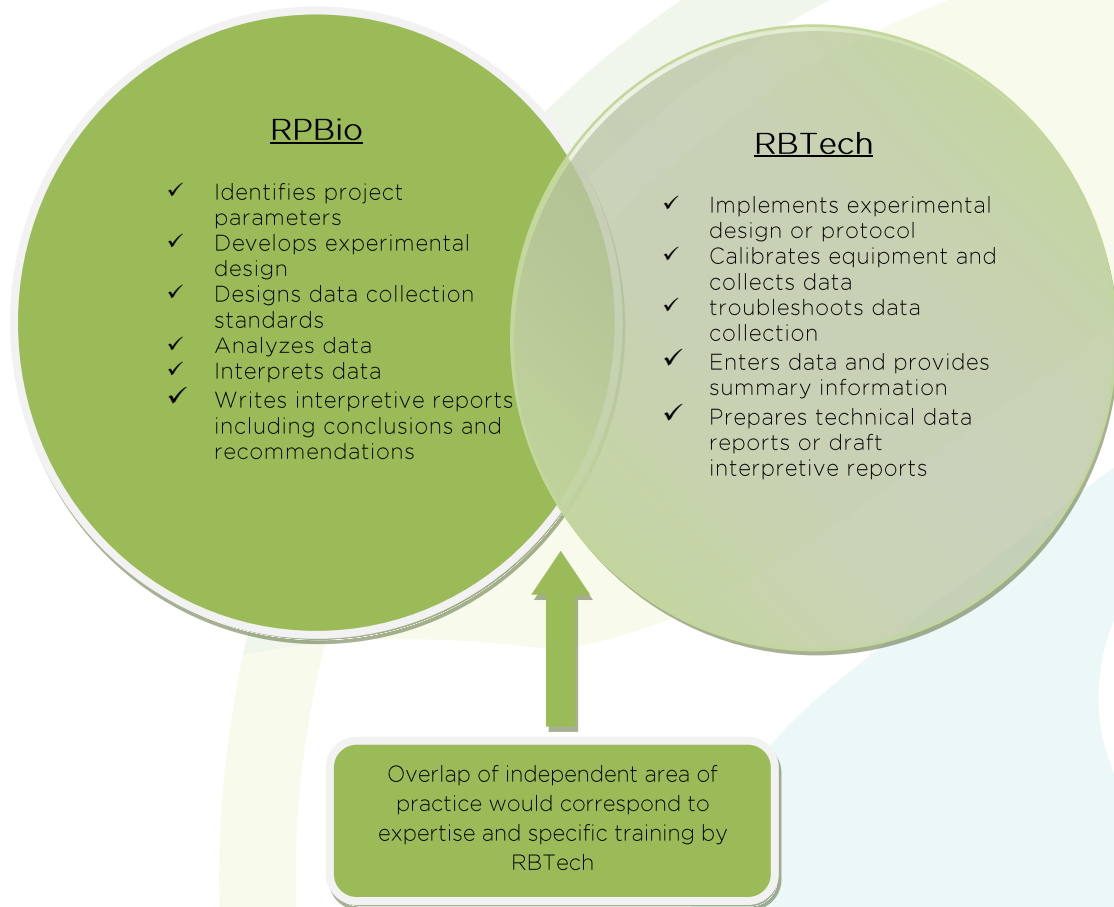 RPBio
✓ Identifies project
parameters
✓ Develops experimental
design
✓ Designs data collection
standards
✓ Analyzes data
✓ Interprets data
✓ Writes interpretive reports
including conclusions and
recommendations
RBTech
✓ Implements experimental
design or protocol
✓ Calibrates equipment and
collects data
✓ troubleshoots data
collection
✓ Enters data and provides
summary information
✓ Prepares technical data
reports or draft
interpretive reports
Overlap of independent area of
practice would correspond to
expertise and specific training by
RBTech